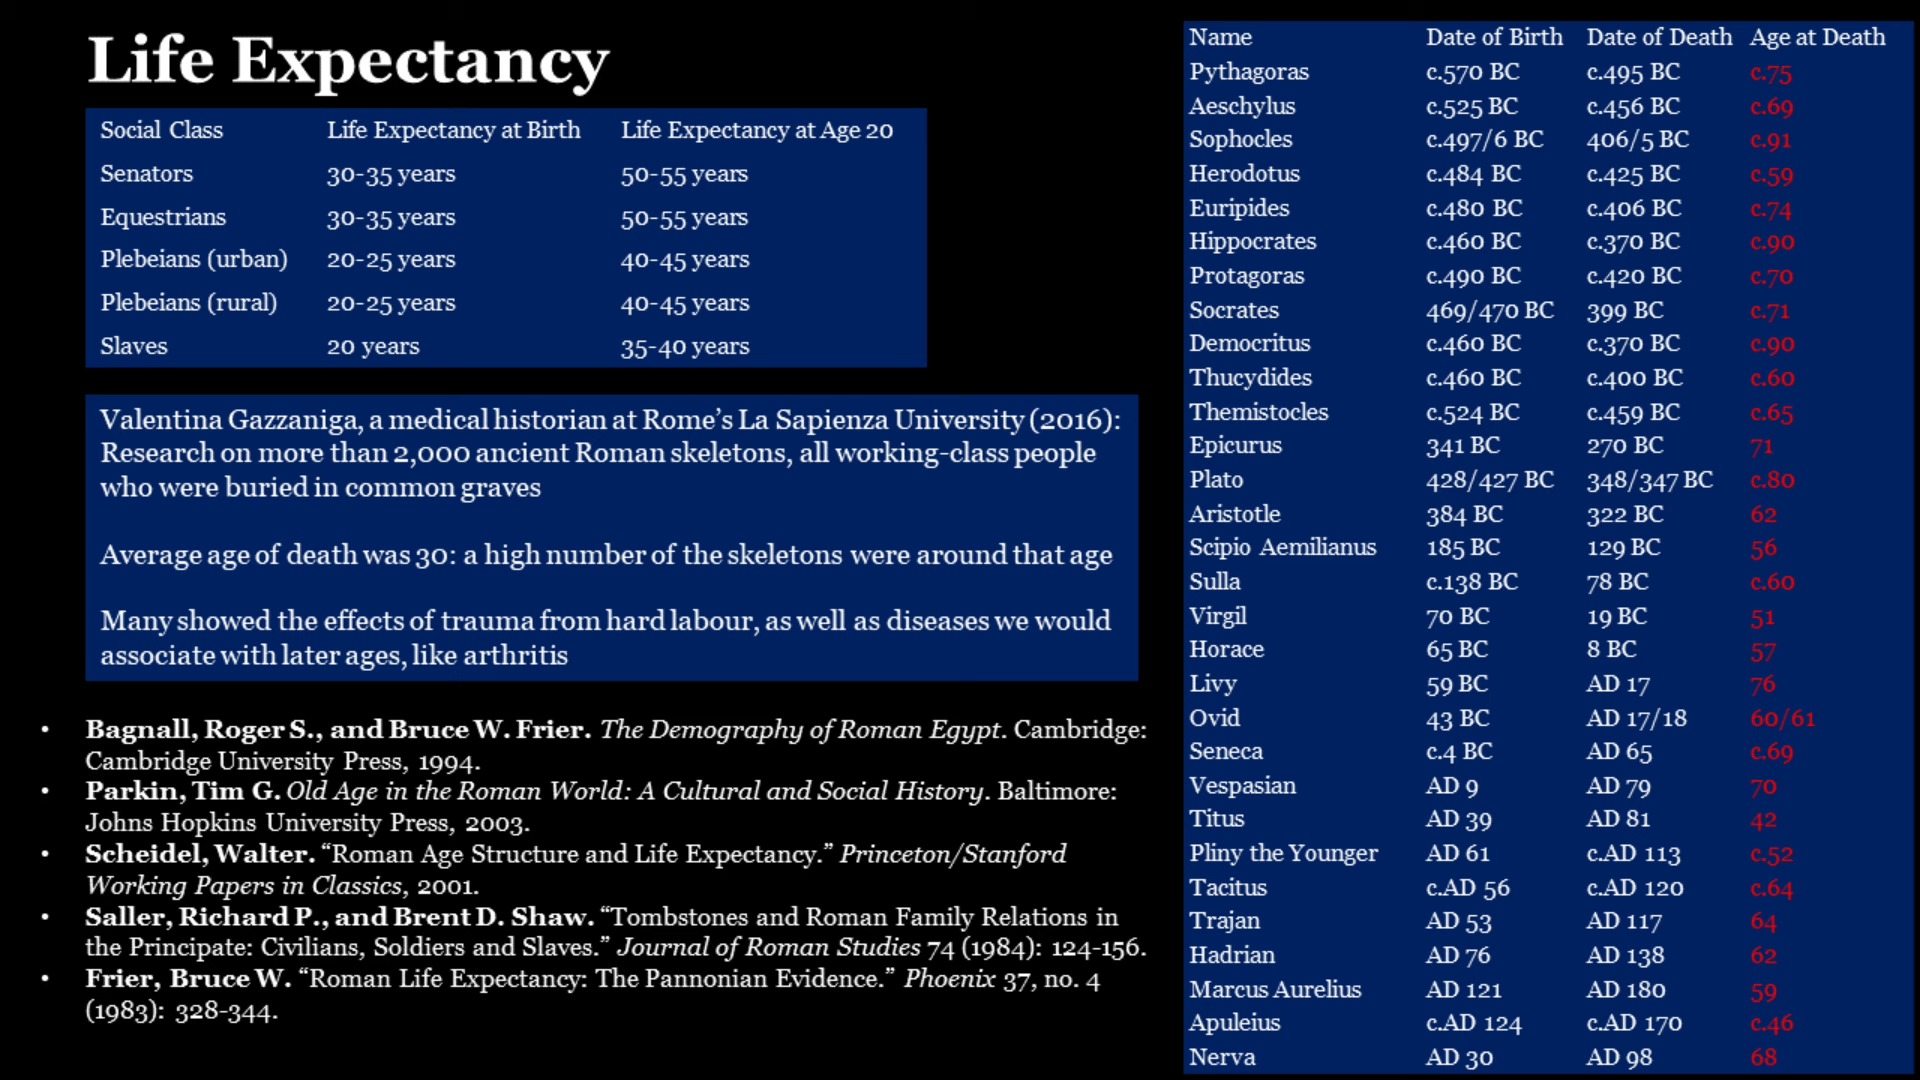 Life Expectancy
Social Class Life Expectancy at Birth Life Expectancy at Age 20
Senators 30-35 years 50-55 years
Equestrians 30-35 years 50-55 years
Plebeians (urban) 20-25 years 40-45 years
Plebeians (rural) 20-25 years 40-45 years
Slaves 20 years 35-40 years
Valentina Gazzaniga, a medical historian at Rome’s La Sapienza University (2016):
Research on more than 2,000 ancient Roman skeletons, all working-class people
who were buried in common graves
Average age of death was 30: a high number of the skeletons were around that age
Many showed the effects of trauma from hard labour, as well as diseases we would
associate with later ages, like arthritis
• Bagnall, Roger S., and Bruce W. Frier. The Demography of Roman Egypt. Cambridge:
Cambridge University Press, 1994.
• Parkin, Tim G. Old Age in the Roman World: A Cultural and Social History. Baltimore:
Johns Hopkins University Press, 2003.
• Scheidel, Walter. “Roman Age Structure and Life Expectancy.” Princeton/Stanford
Working Papers in Classics, 2001.
• Saller, Richard P., and Brent D. Shaw. “Tombstones and Roman Family Relations in
the Principate: Civilians, Soldiers and Slaves.” Journal of Roman Studies 74 (1984): 124-156.
• Frier, Bruce W. “Roman Life Expectancy: The Pannonian Evidence.” Phoenix 37, no. 4
(1983): 328-344.
Name Date of Birth Date of Death Age at Death
Pythagoras c.570 BC c.495 BC c.75
Aeschylus c.525 BC c.456 BC c.69
Sophocles c.497/6 BC 406/5 BC c.91
Herodotus c.484 BC c.425 BC c.59
Euripides c.480 BC c.406 BC c.74
Hippocrates c.460 BC c.370 BC c.90
Protagoras c.490 BC c.420 BC c.70
Socrates 469/470 BC 399 BC c.71
Democritus c.460 BC c.370 BC c.90
Thucydides c.460 BC c.400 BC c.60
Themistocles c.524 BC c.459 BC c.65
Epicurus 341 BC 270 BC 71
Plato 428/427 BC 348/347 BC c.80
Aristotle 384 BC 322 BC 62
Scipio Aemilianus 185 BC 129 BC 56
Sulla c.138 BC 78 BC c.60
Virgil 70 BC 19 BC 51
Horace 65 BC 8 BC 57
Livy 59 BC AD 17 76
Ovid 43 BC AD 17/18 60/61
Seneca c.4 BC AD 65 c.69
Vespasian AD 9 AD 79 70
Titus AD 39 AD 81 42
Pliny the Younger AD 61 c.AD 113 c.52
Tacitus c.AD 56 c.AD 120 c.64
Trajan AD 53 AD 117 64
Hadrian AD 76 AD 138 62
Marcus Aurelius AD 121 AD 180 59
Apuleius c.AD 124 c.AD 170 c.46
Nerva AD 30 AD 98 68